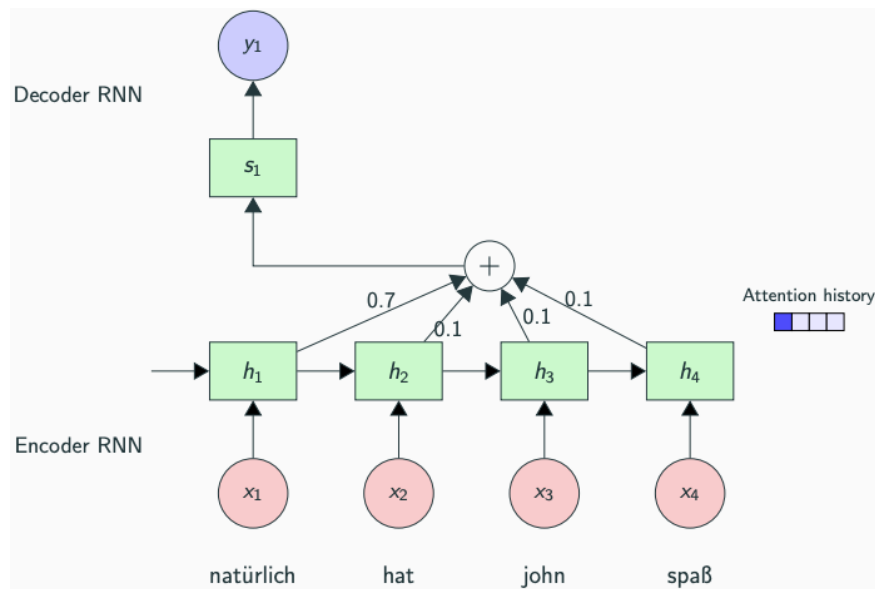 y₁
Decoder RNN
s₁
+
0.7
0.1
0.1
0.1
Attention history
h₁
h₂
h₃
h₄
Encoder RNN
x₁
x₂
x₃
x₄
natürlich
hat
john
spaß